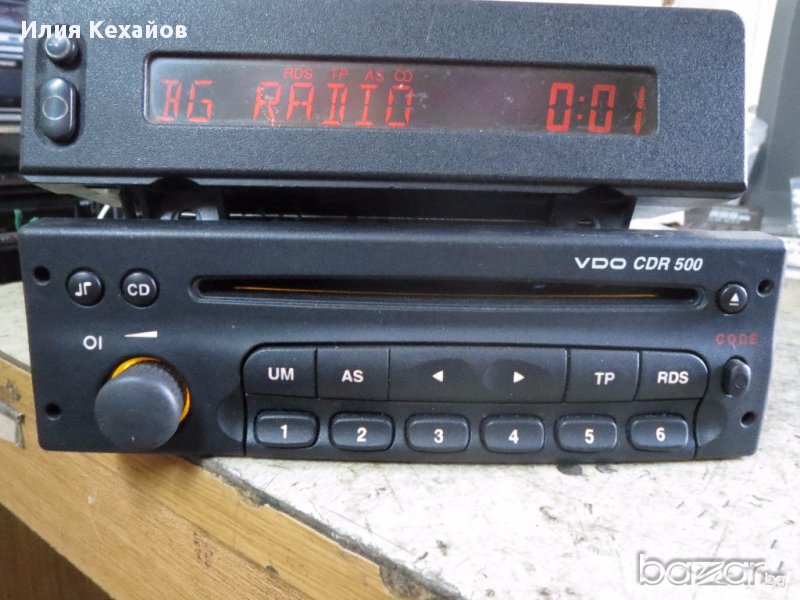 Илия Кехайов
RDS TP AS CD
BG RADIO 0:01
VDO CDR 500
CD
OI
CODE
UM AS TP RDS
1 2 3 4 5 6
bazar.bg